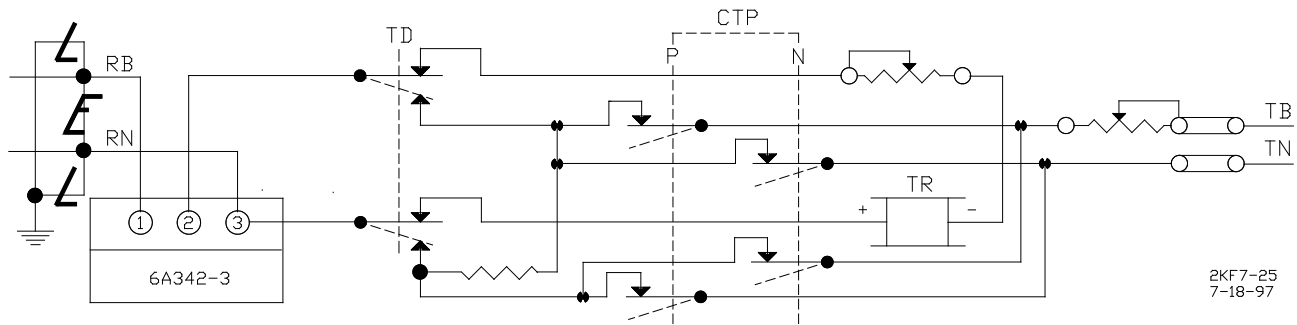 CTP
TD
P
N
RB
TB
RN
TN
TR
+
-
1
2
3
6A342-3
2KF7-25
7-18-97